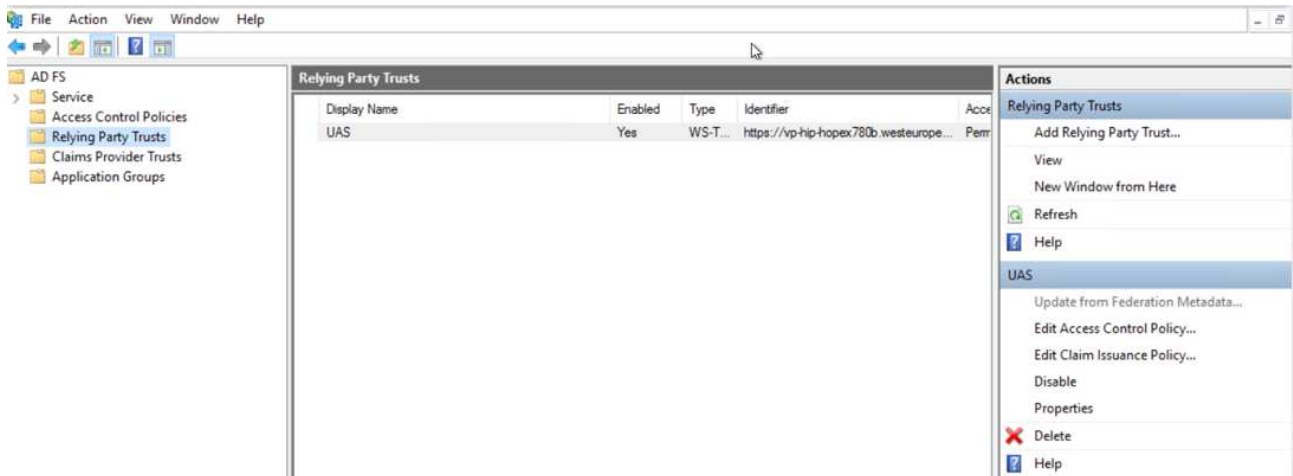 File Action View Window Help
AD FS
Service
Access Control Policies
Relying Party Trusts
Claims Provider Trusts
Application Groups
Relying Party Trusts
Display Name Enabled Type Identifier Acce
UAS Yes WS-T... https://vp-hip-hopex780b.westeurope... Perm
Actions
Relying Party Trusts
Add Relying Party Trust...
View
New Window from Here
Refresh
Help
UAS
Update from Federation Metadata...
Edit Access Control Policy...
Edit Claim Issuance Policy...
Disable
Properties
Delete
Help